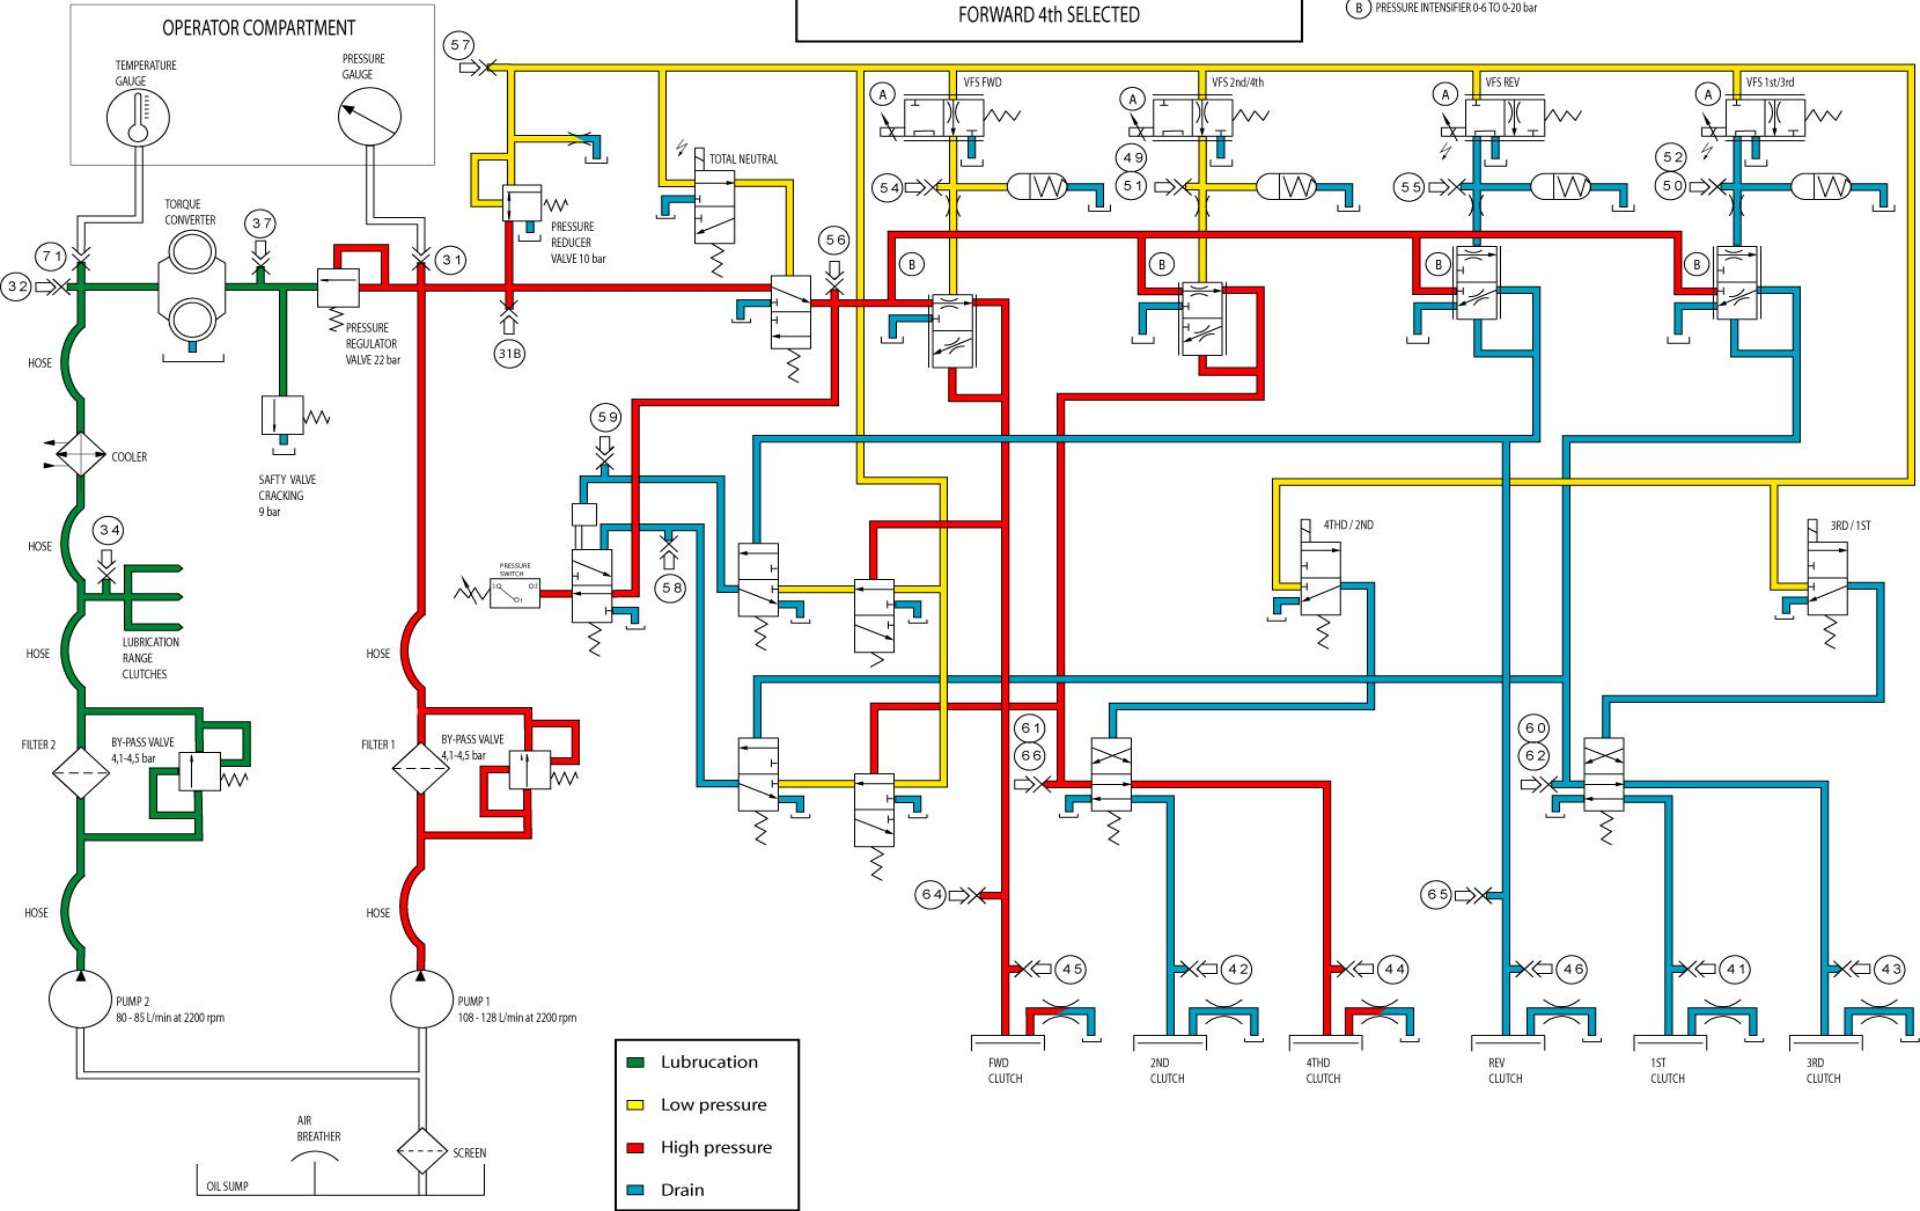 OPERATOR COMPARTMENT
TEMPERATURE
GAUGE
PRESSURE
GAUGE
FORWARD 4th SELECTED
B PRESSURE INTENSIFIER 0-6 TO 0-20 bar
57
VFS FWD
A
VFS 2nd/4th
A
VFS REV
A
VFS 1st/3rd
A
TOTAL NEUTRAL
54
49
51
55
52
50
TORQUE
CONVERTER
37
71
32
31
PRESSURE
REDUCER
VALVE 10 bar
56
B
B
B
B
PRESSURE
REGULATOR
VALVE 22 bar
31B
HOSE
COOLER
SAFTY VALVE
CRACKING
9 bar
59
HOSE
34
PRESSURE
SWITCH
1O
O2
O1
58
4THD / 2ND
3RD / 1ST
LUBRICATION
RANGE
CLUTCHES
HOSE
HOSE
FILTER 2
BY-PASS VALVE
4,1-4,5 bar
FILTER 1
BY-PASS VALVE
4,1-4,5 bar
61
66
60
62
HOSE
HOSE
64
65
45
42
44
46
41
43
PUMP 2
80 - 85 L/min at 2200 rpm
PUMP 1
108 - 128 L/min at 2200 rpm
FWD
CLUTCH
2ND
CLUTCH
4THD
CLUTCH
REV
CLUTCH
1ST
CLUTCH
3RD
CLUTCH
Lubrucation
Low pressure
High pressure
Drain
AIR
BREATHER
SCREEN
OIL SUMP